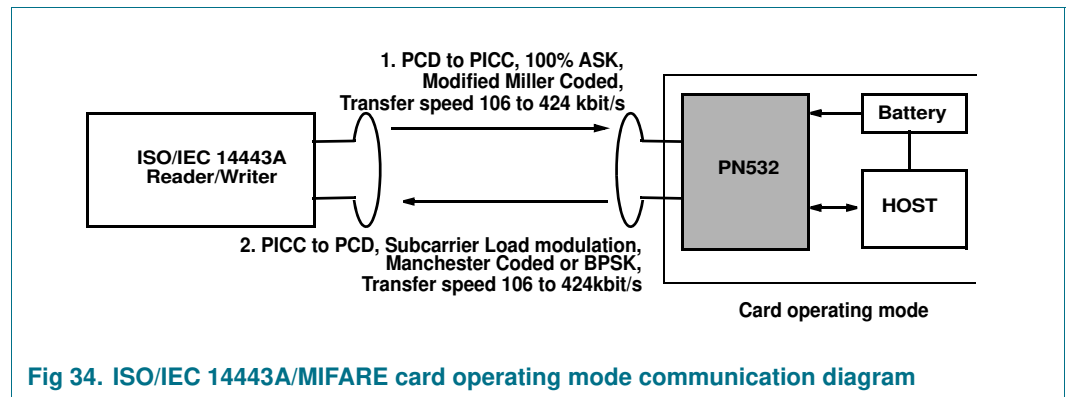 1. PCD to PICC, 100% ASK,
Modified Miller Coded,
Transfer speed 106 to 424 kbit/s
ISO/IEC 14443A
Reader/Writer
PN532
Battery
HOST
2. PICC to PCD, Subcarrier Load modulation,
Manchester Coded or BPSK,
Transfer speed 106 to 424kbit/s
Card operating mode
Fig 34. ISO/IEC 14443A/MIFARE card operating mode communication diagram